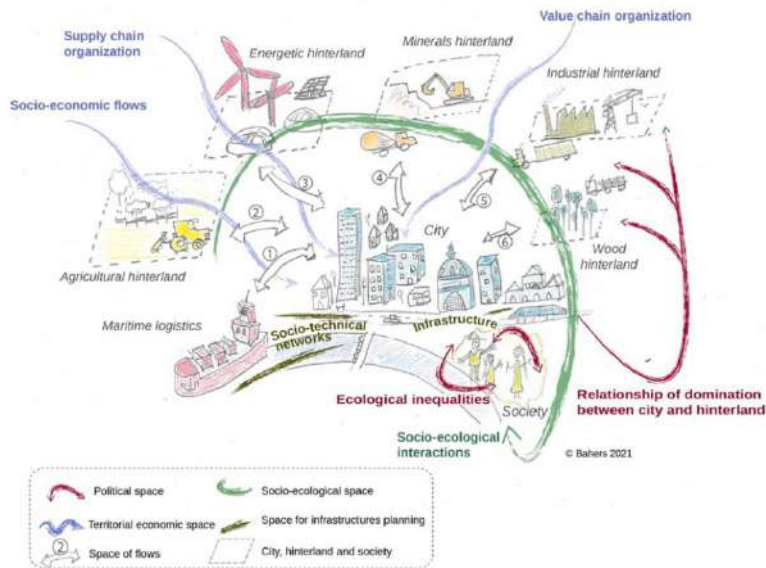 Supply chain
organization
Value chain organization
Energetic hinterland
Minerals hinterland
Industrial hinterland
Socio-economic flows
Agricultural hinterland
City
Wood
hinterland
Maritime logistics
1
2
3
4
5
6
Socio-technical
networks
Infrastructure
Ecological inequalities
Society
Relationship of domination
between city and hinterland
Socio-ecological
interactions
© Bahers 2021
Political space
Socio-ecological space
Territorial economic space
Space for infrastructures planning
2
Space of flows
City, hinterland and society